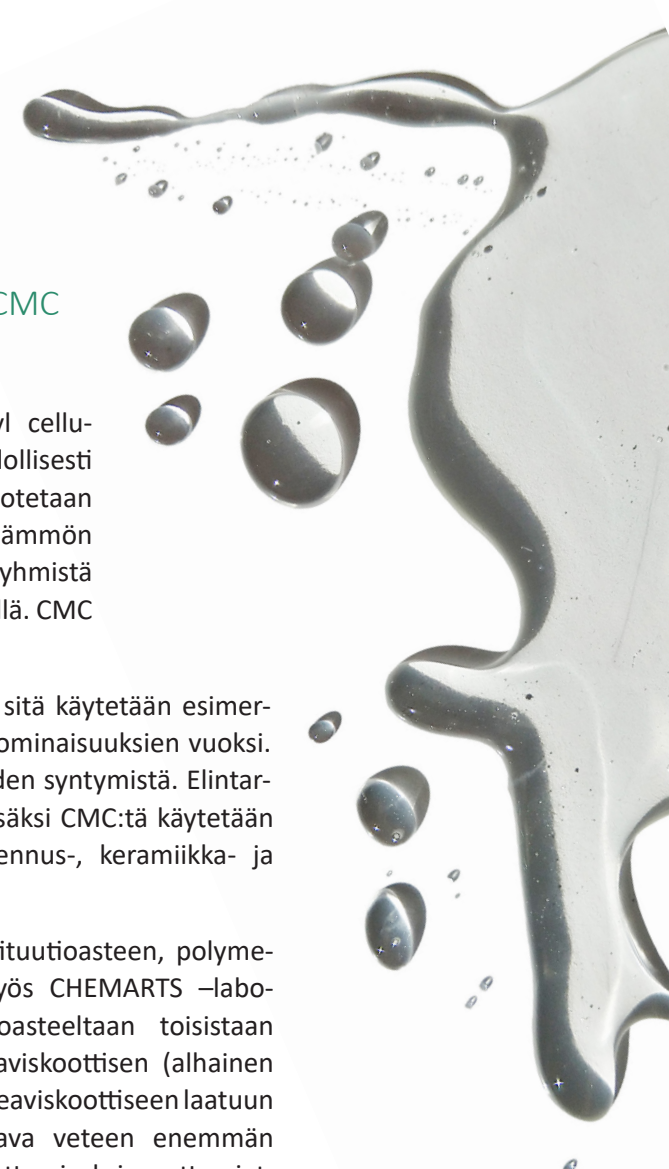 CMC
yl cellu-
dollisesti
otetaan
ämmön
yhmistä
llä. CMC
sitä käytetään esimer-
ominaisuuksien vuoksi.
den syntymistä. Elintar-
säksi CMC:tä käytetään
ennus-, keramiikka- ja
ituutioasteen, polyme-
yös CHEMARTS –labo-
oasteeltaan toisistaan
aviskoottisen (alhainen
eaviskoottiseen laatuun
ava veteen enemmän